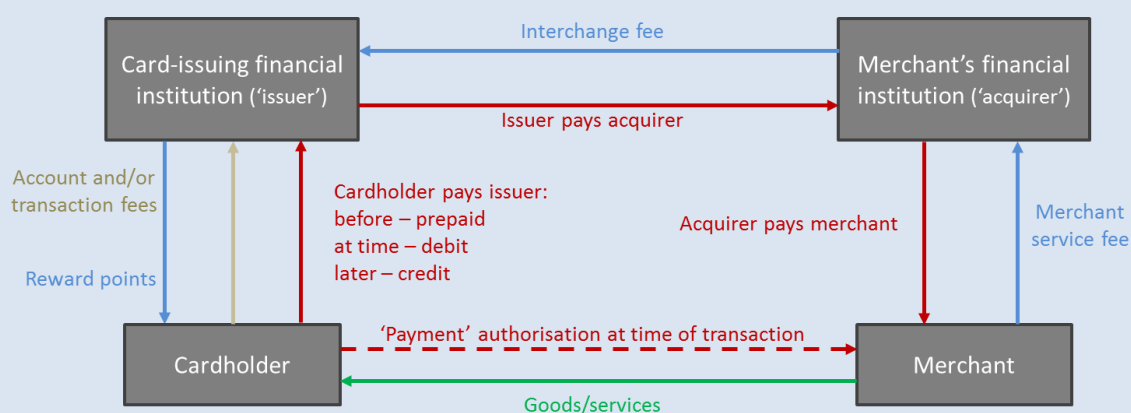 Interchange fee
Card-issuing financial
institution (‘issuer’)
Merchant’s financial
institution (‘acquirer’)
Issuer pays acquirer
Account and/or
transaction fees
Cardholder pays issuer:
before – prepaid
at time – debit
later – credit
Acquirer pays merchant
Merchant
service fee
Reward points
‘Payment’ authorisation at time of transaction
Cardholder
Merchant
Goods/services